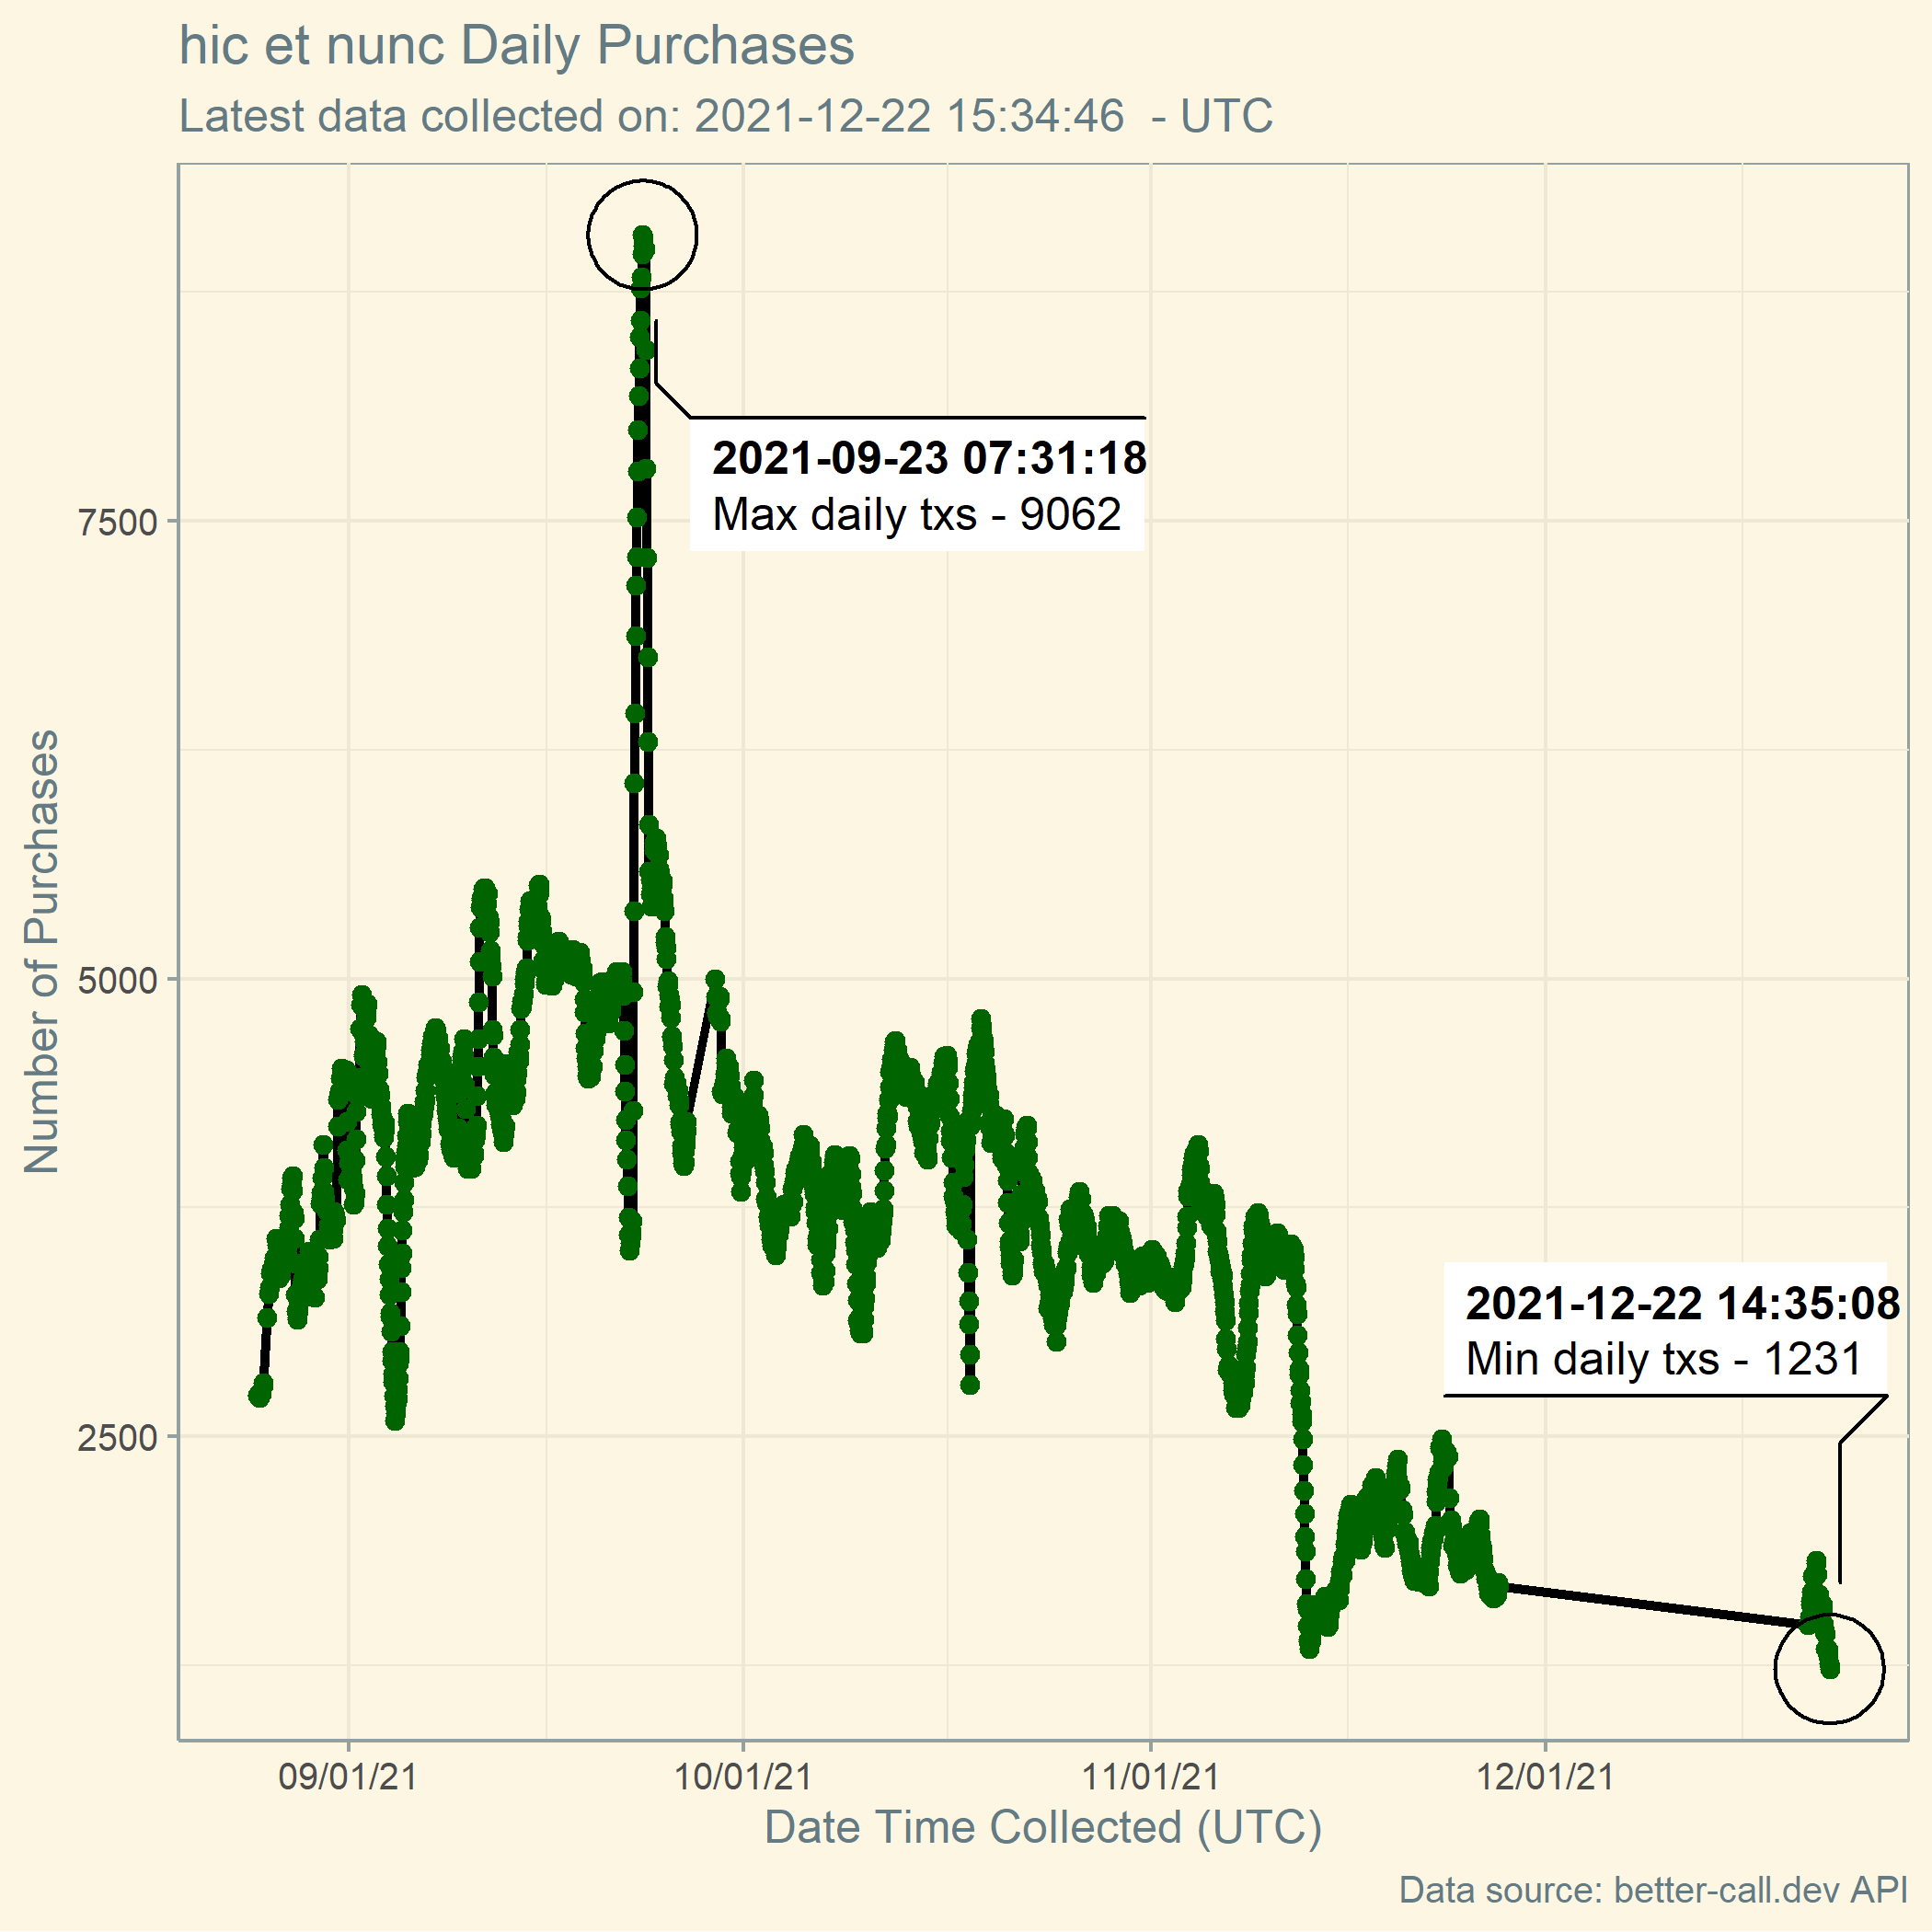 hic et nunc Daily Purchases
Latest data collected on: 2021-12-22 15:34:46  - UTC
Number of Purchases
7500
5000
2500
2021-09-23 07:31:18
Max daily txs - 9062
2021-12-22 14:35:08
Min daily txs - 1231
09/01/21
10/01/21
11/01/21
12/01/21
Date Time Collected (UTC)
Data source: better-call.dev API